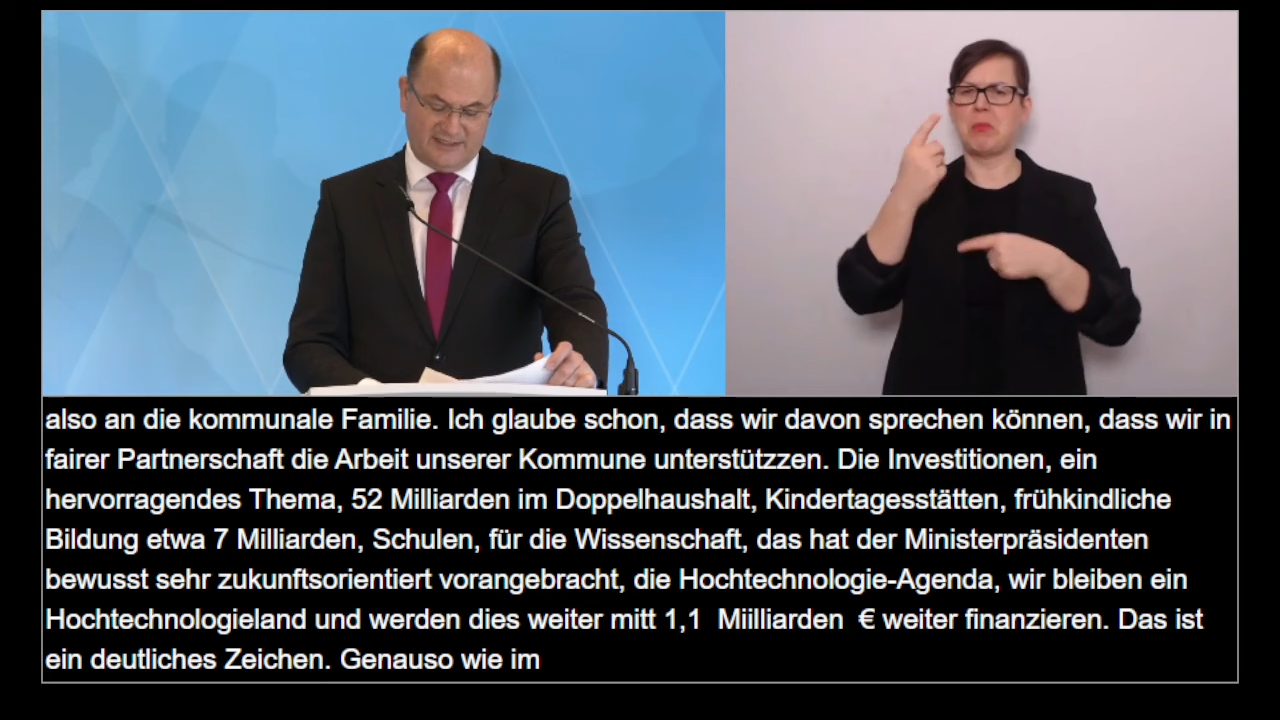 also an die kommunale Familie. Ich glaube schon, dass wir davon sprechen können, dass wir in
fairer Partnerschaft die Arbeit unserer Kommune unterstützzen. Die Investitionen, ein
hervorragendes Thema, 52 Milliarden im Doppelhaushalt, Kindertagesstätten, frühkindliche
Bildung etwa 7 Milliarden, Schulen, für die Wissenschaft, das hat der Ministerpräsidenten
bewusst sehr zukunftsorientiert vorangebracht, die Hochtechnologie-Agenda, wir bleiben ein
Hochtechnologieland und werden dies weiter mitt 1,1  Miilliarden  € weiter finanzieren. Das ist
ein deutliches Zeichen. Genauso wie im